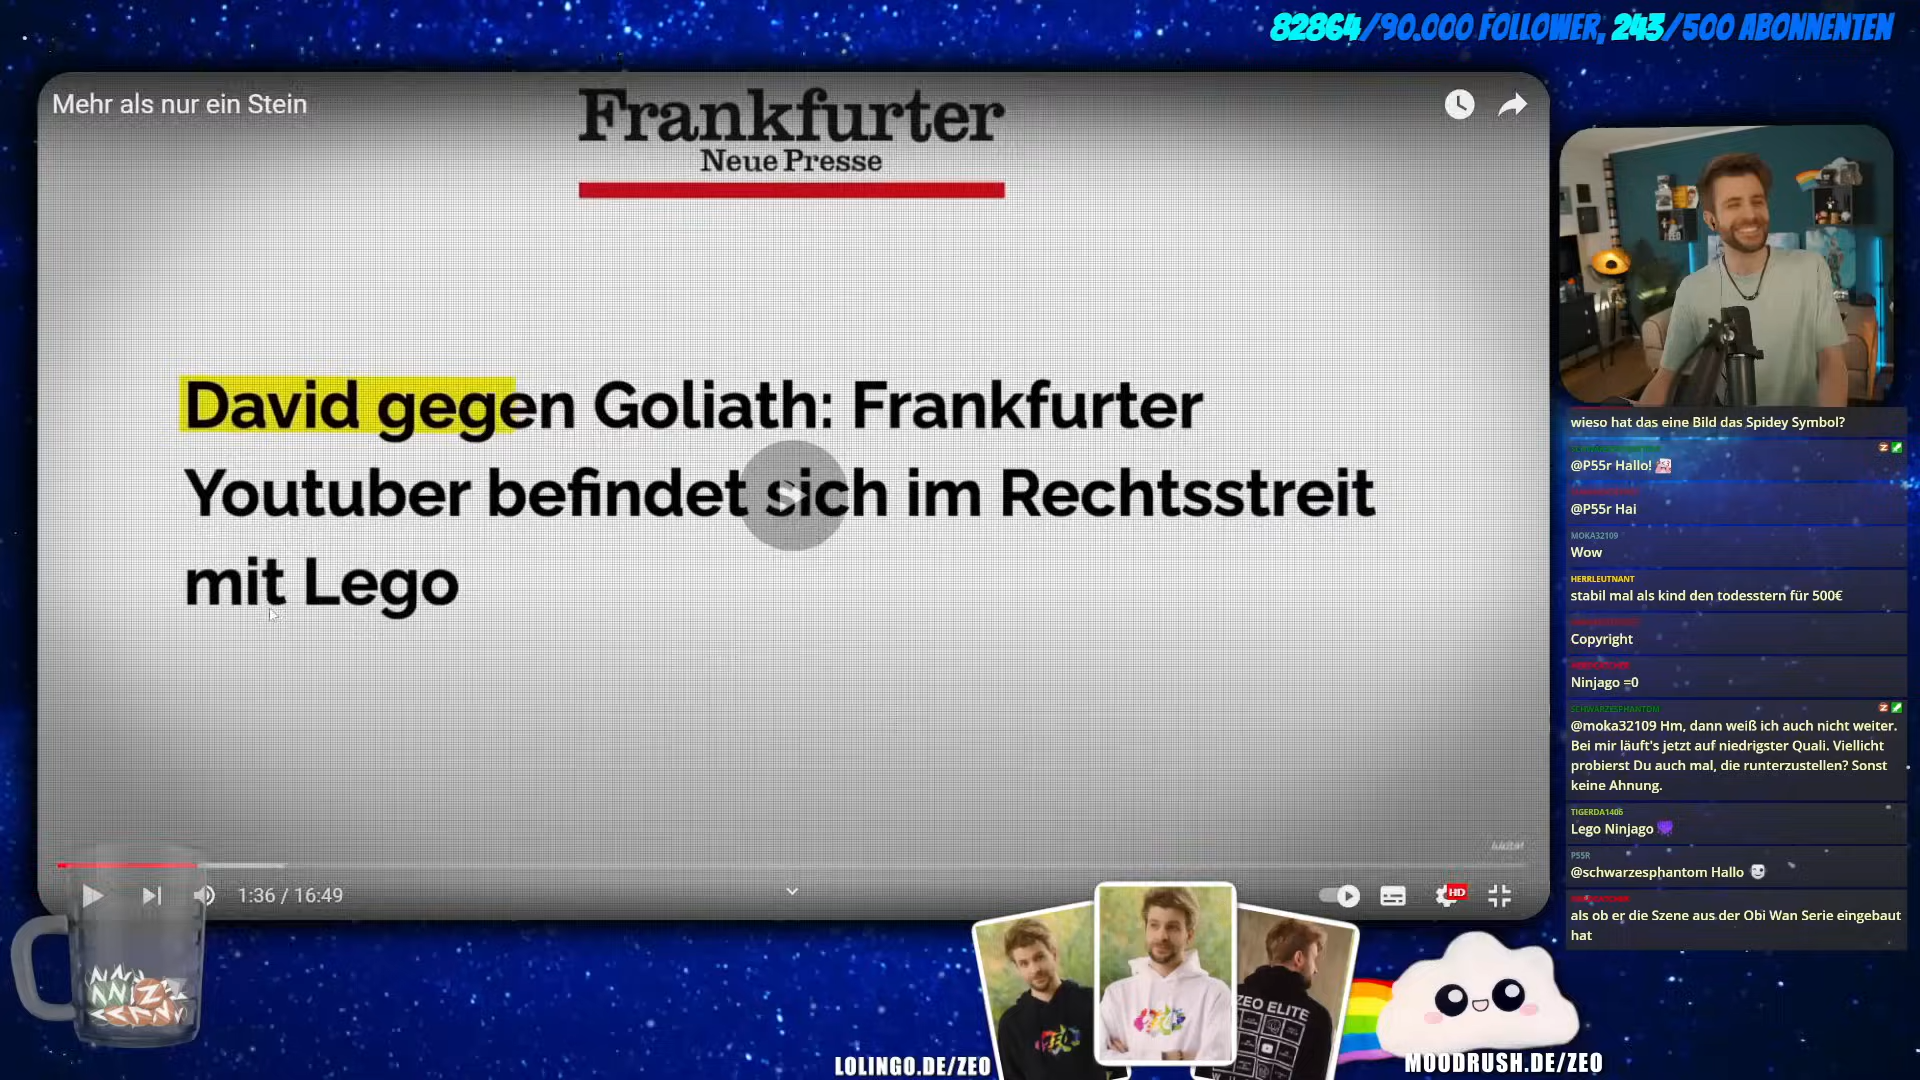 82864/90.000 FOLLOWER, 243/500 ABONNENTEN
Mehr als nur ein Stein
Frankfurter
Neue Presse
David gegen Goliath: Frankfurter
Youtuber befindet sich im Rechtsstreit
mit Lego
1:36 / 16:49
HD
wieso hat das eine Bild das Spidey Symbol?
@P55r Hallo!
@P55r Hai
MOKA32109
Wow
HERRLEUTNANT
stabil mal als kind den todesstern für 500€
Copyright
Ninjago =0
SCHWARZESPHANTOM
@moka32109 Hm, dann weiß ich auch nicht weiter.
Bei mir läuft's jetzt auf niedrigster Quali. Viellicht
probierst Du auch mal, die runterzustellen? Sonst
keine Ahnung.
TIGERDA1406
Lego Ninjago
P55R
@schwarzesphantom Hallo
als ob er die Szene aus der Obi Wan Serie eingebaut
hat
ZEO ELITE
LOLINGO.DE/ZEO
MOODRUSH.DE/ZEO